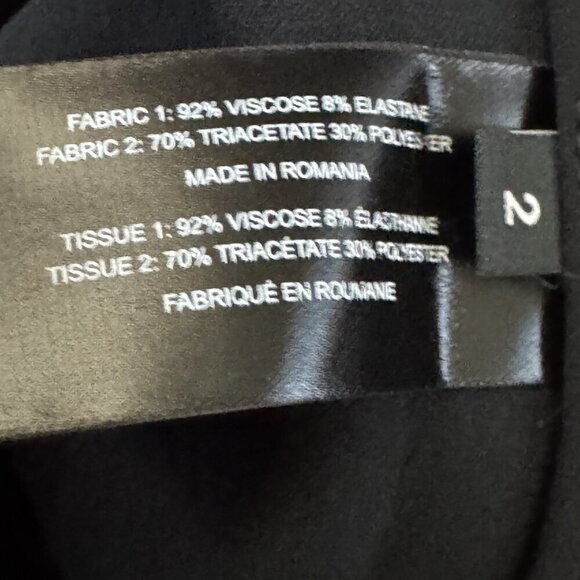 FABRIC 1: 92% VISCOSE 8% ELASTANE
FABRIC 2: 70% TRIACETATE 30% POLYESTER
MADE IN ROMANIA
TISSUE 1: 92% VISCOSE 8% ÉLASTHANNE
TISSUE 2: 70% TRIACÉTATE 30% POLYESTER
FABRIQUÉ EN ROUMANIE
2